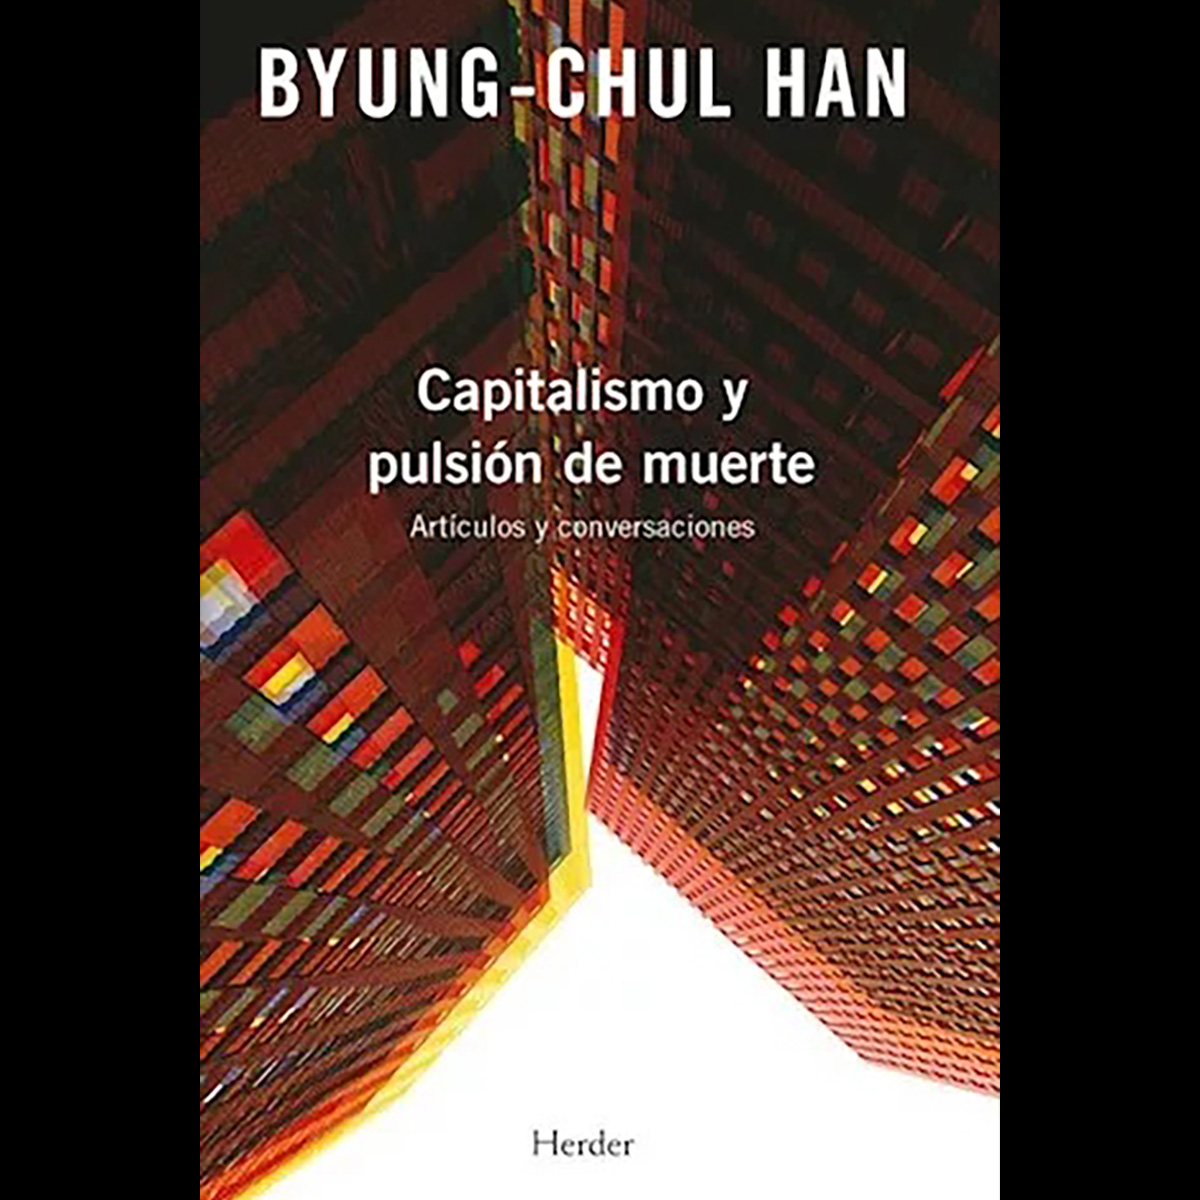 BYUNG-CHUL HAN
Capitalismo y
pulsión de muerte
Artículos y conversaciones
Herder